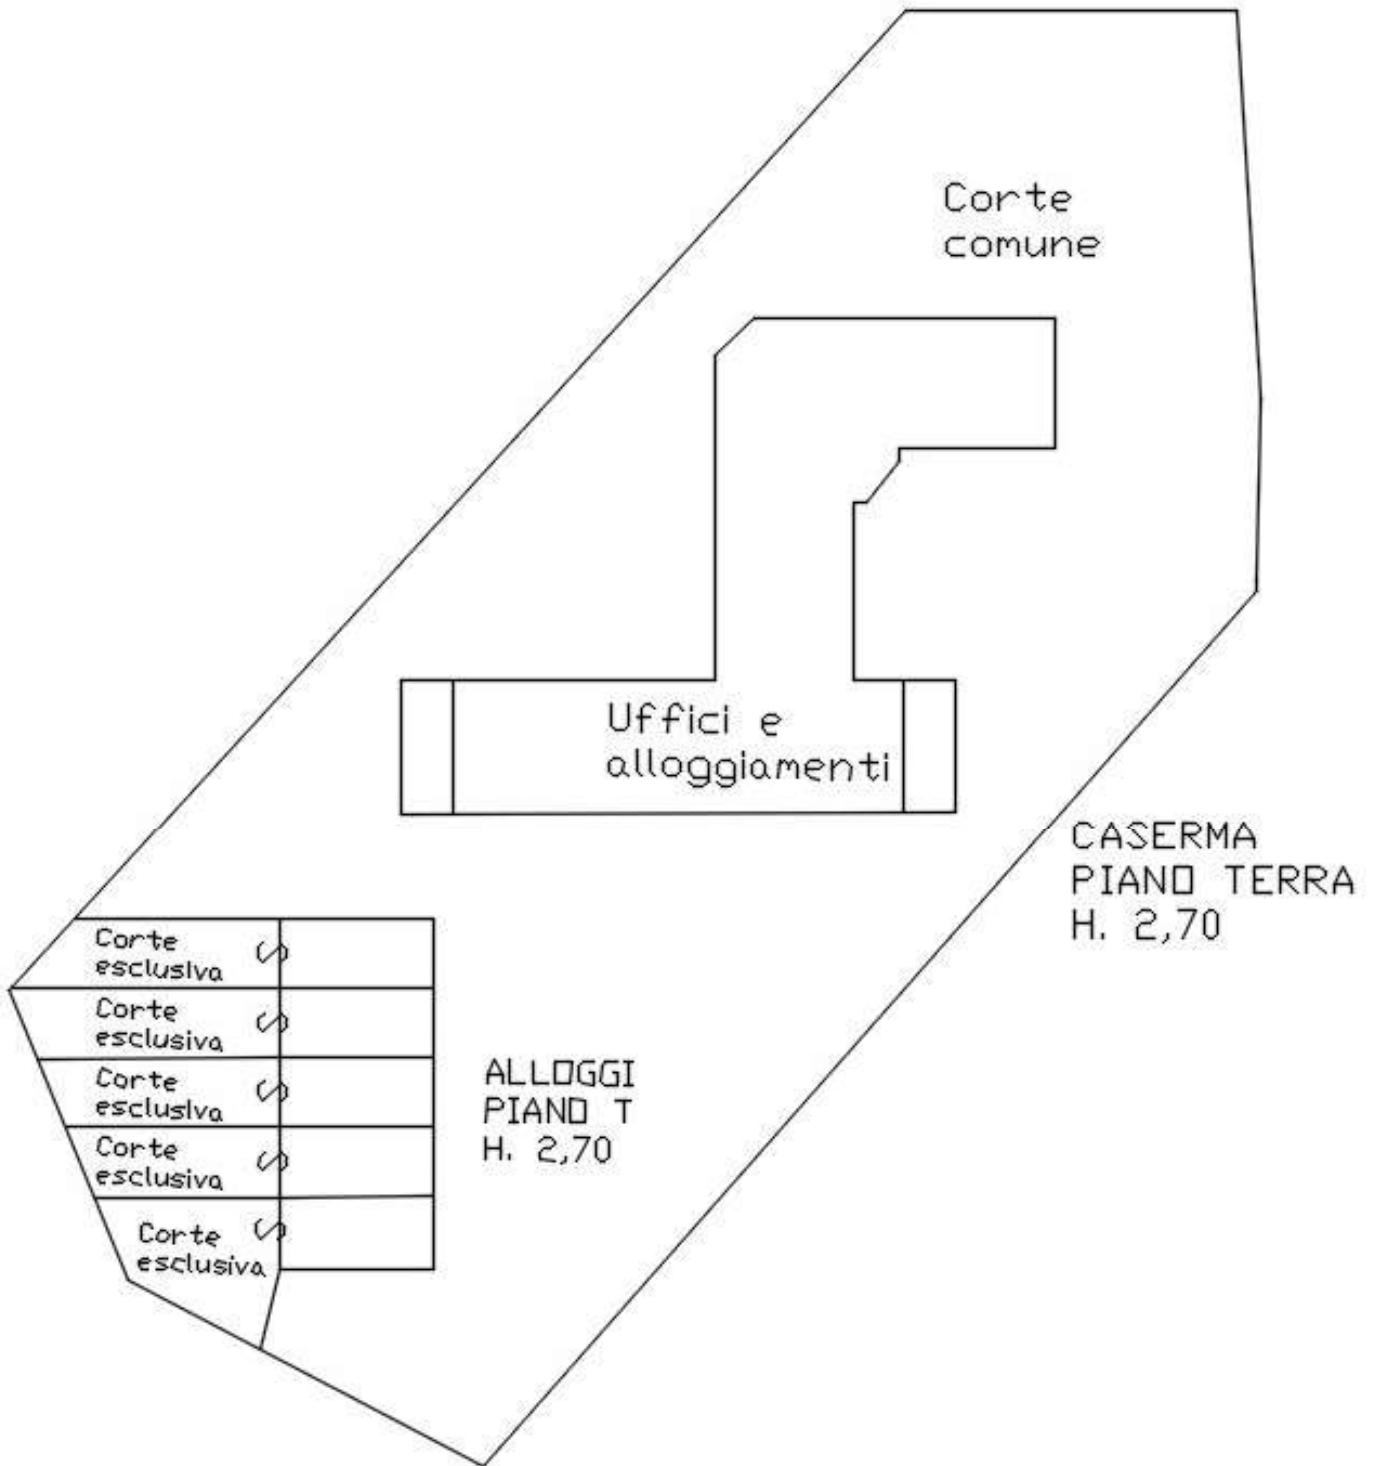 Corte
comune
Uffici e
alloggiamenti
CASERMA
PIANO TERRA
H. 2,70
Corte
esclusiva
Corte
esclusiva
Corte
esclusiva
Corte
esclusiva
Corte
esclusiva
ALLOGGI
PIANO T
H. 2,70